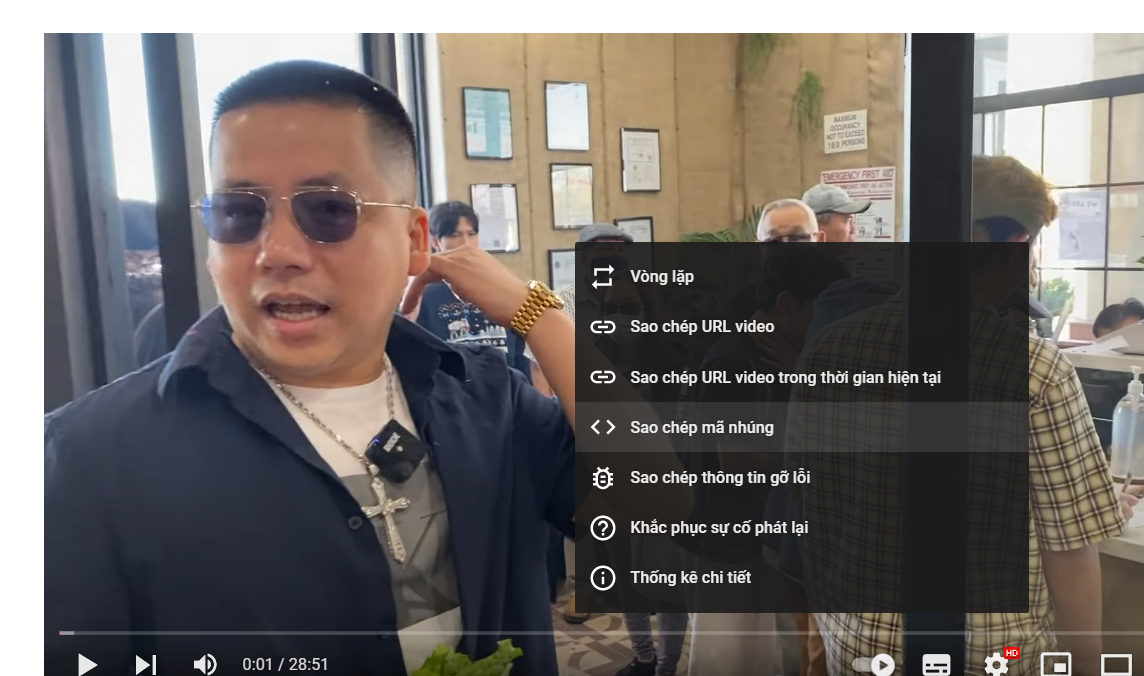 MAXIMUM
OCCUPANCY
NOT TO EXCEED
160 PERSONS
EMERGENCY FIRST AID
Vòng lặp
Sao chép URL video
Sao chép URL video trong thời gian hiện tại
Sao chép mã nhúng
Sao chép thông tin gỡ lỗi
Khắc phục sự cố phát lại
Thống kê chi tiết
0:01 / 28:51
HD